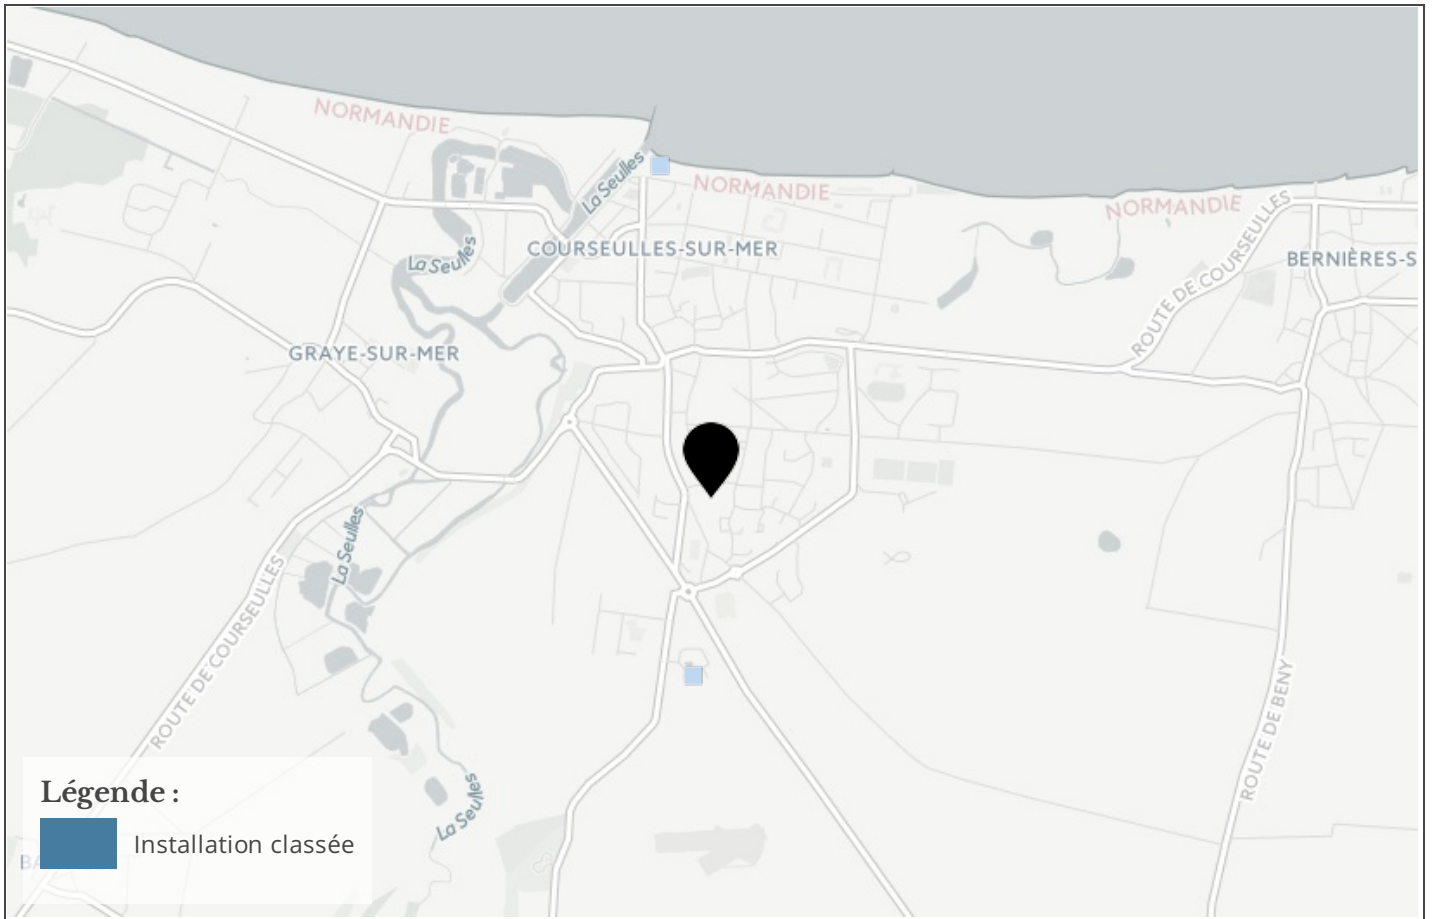 NORMANDIE
La Seulles
NORMANDIE
NORMANDIE
ROUTE DE COURSEULLES
COURSEULLES-SUR-MER
La Seulles
BERNIÈRES-S
GRAYE-SUR-MER
La Seulles
ROUTE DE COURSEULLES
ROUTE DE BENY
La Seulles
Légende :
Installation classée
BA